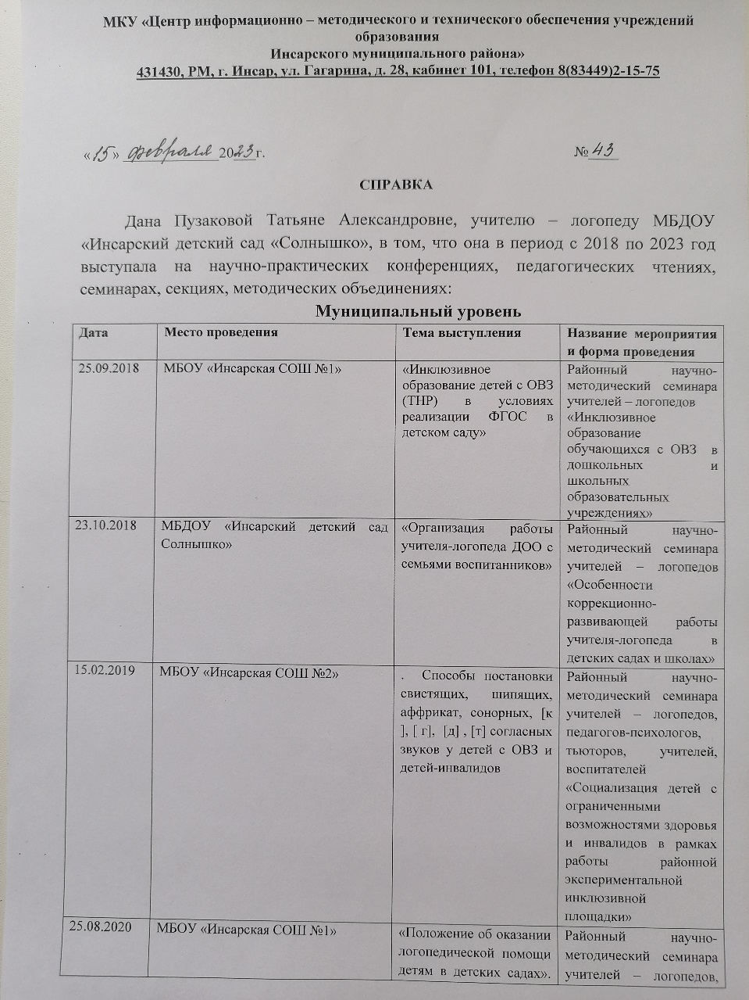 МКУ «Центр информационно – методического и технического обеспечения учреждений
образования
Инсарского муниципального района»
431430, РМ, г. Инсар, ул. Гагарина, д. 28, кабинет 101, телефон 8(83449)2-15-75
«15» февраля 2023г. №43
СПРАВКА
Дана Пузаковой Татьяне Александровне, учителю – логопеду МБДОУ
«Инсарский детский сад «Солнышко», в том, что она в период с 2018 по 2023 год
выступала на научно-практических конференциях, педагогических чтениях,
семинарах, секциях, методических объединениях:
Муниципальный уровень
Дата
Место проведения
Тема выступления
Название мероприятия
и форма проведения
25.09.2018
МБОУ «Инсарская СОШ №1»
«Инклюзивное
образование детей с ОВЗ
(ТНР) в условиях
реализации ФГОС в
детском саду»
Районный научно-
методический семинара
учителей – логопедов
«Инклюзивное
образование
обучающихся с ОВЗ в
дошкольных и
школьных
образовательных
учреждениях»
23.10.2018
МБДОУ «Инсарский детский сад
Солнышко»
«Организация работы
учителя-логопеда ДОО с
семьями воспитанников»
Районный научно-
методический семинара
учителей – логопедов
«Особенности
коррекционно-
развивающей работы
учителя-логопеда в
детских садах и школах»
15.02.2019
МБОУ «Инсарская СОШ №2»
. Способы постановки
свистящих, шипящих,
аффрикат, сонорных, [к
], [ г], [д] , [т] согласных
звуков у детей с ОВЗ и
детей-инвалидов
Районный научно-
методический семинара
учителей – логопедов,
педагогов-психологов,
тьюторов, учителей,
воспитателей
«Социализация детей с
ограниченными
возможностями здоровья
и инвалидов в рамках
работы районной
экспериментальной
инклюзивной
площадки»
25.08.2020
МБОУ «Инсарская СОШ №1»
«Положение об оказании
логопедической помощи
детям в детских садах».
Районный научно-
методический семинара
учителей – логопедов,